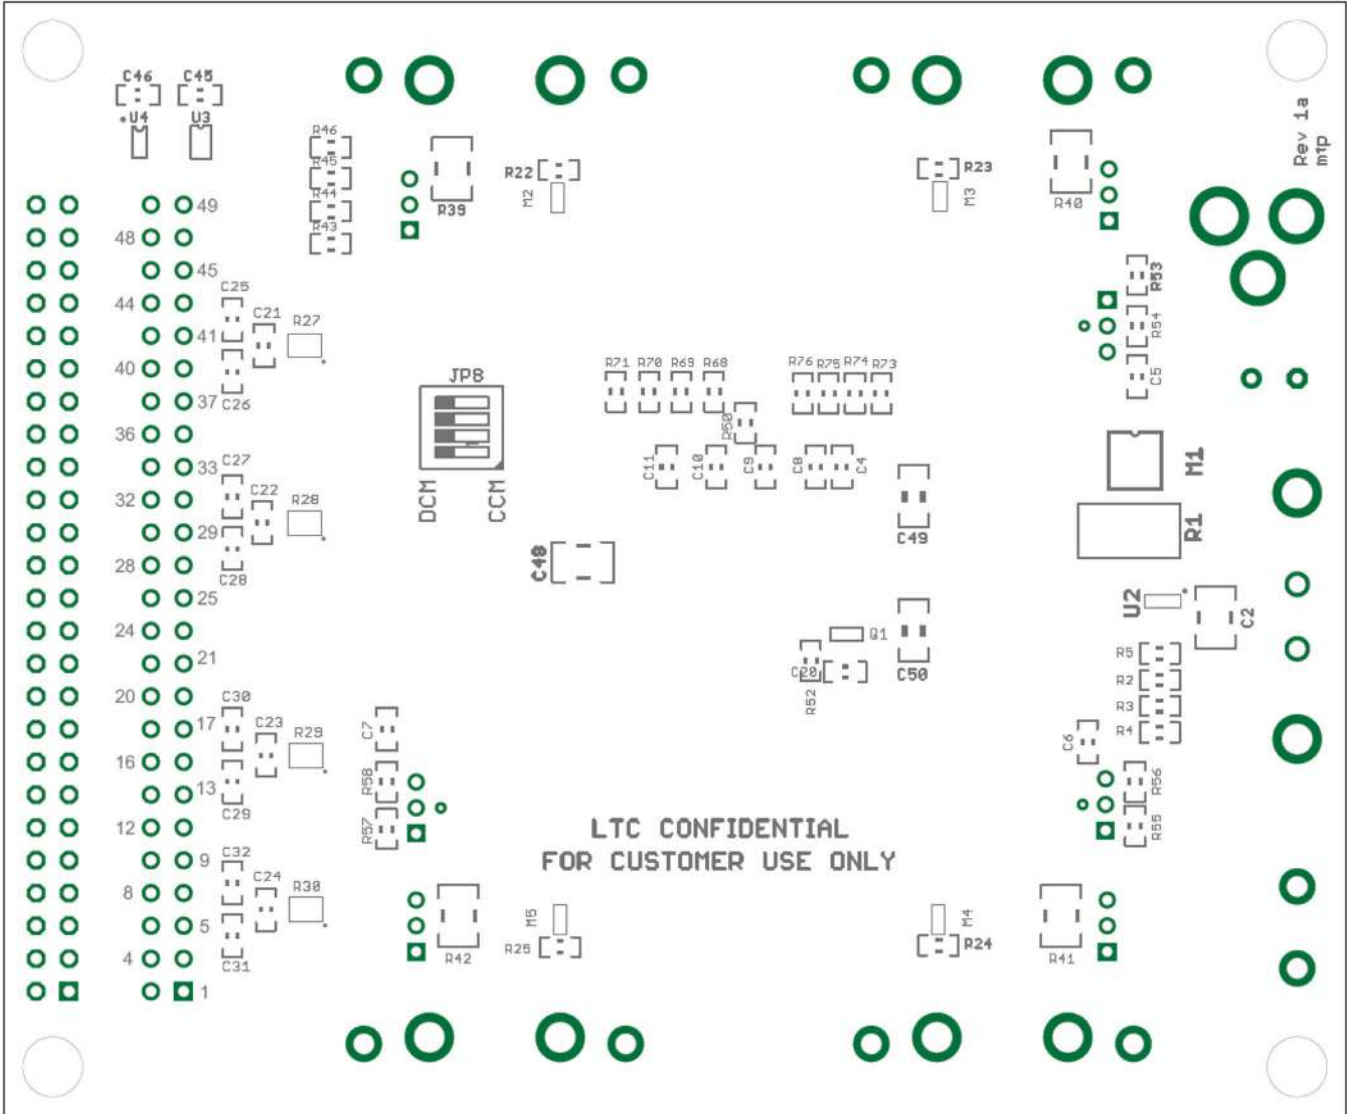 C46
C45
U4
U3
R46
R45
R44
R43
R39
R22
M2
R23
M3
R40
Rev 1a
mtp
49
48
45
44
41
40
37
36
33
32
29
28
25
24
21
20
17
16
13
12
9
8
5
4
1
C25
C21
R27
C26
R53
R54
C5
JP8
DCM
CCM
R71
R70
R69
R68
R76
R75
R74
R73
R50
C11
C10
C9
C8
C4
C27
C22
R28
C28
C49
C48
M1
R1
U2
C2
Q1
C20
R52
C50
R5
R2
R3
R4
C30
C23
R29
C29
C7
R58
R57
C6
R56
R55
LTC CONFIDENTIAL
FOR CUSTOMER USE ONLY
C32
C24
R30
C31
R42
M5
R25
M4
R24
R41